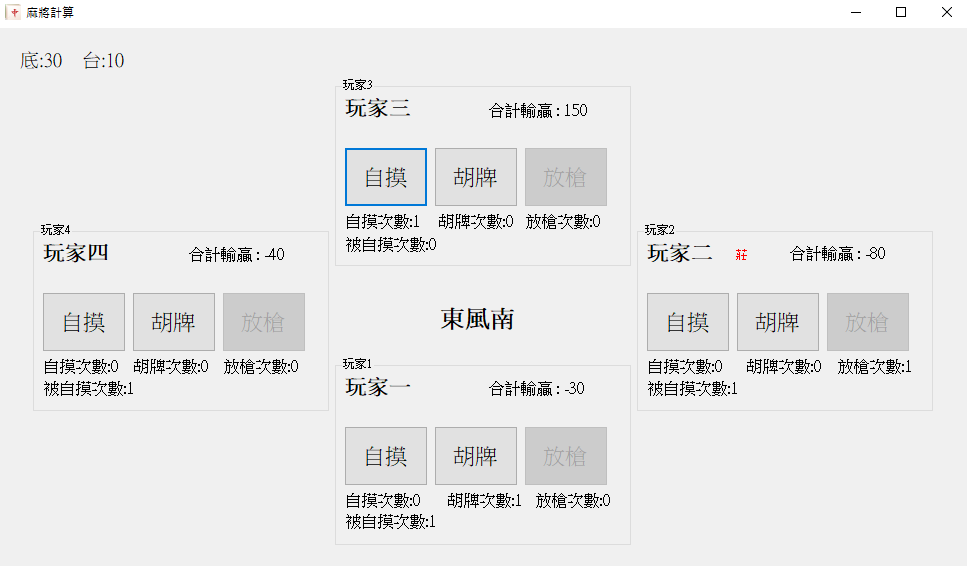 麻將計算
底:30 台:10
玩家3
玩家三 合計輸贏 : 150
自摸 胡牌 放槍
自摸次數:1 胡牌次數:0 放槍次數:0
被自摸次數:0
玩家4
玩家四 合計輸贏 : -40
自摸 胡牌 放槍
自摸次數:0 胡牌次數:0 放槍次數:0
被自摸次數:1
玩家2
玩家二 莊 合計輸贏 : -80
自摸 胡牌 放槍
自摸次數:0 胡牌次數:0 放槍次數:1
被自摸次數:1
東風南
玩家1
玩家一 合計輸贏 : -30
自摸 胡牌 放槍
自摸次數:0 胡牌次數:1 放槍次數:0
被自摸次數:1